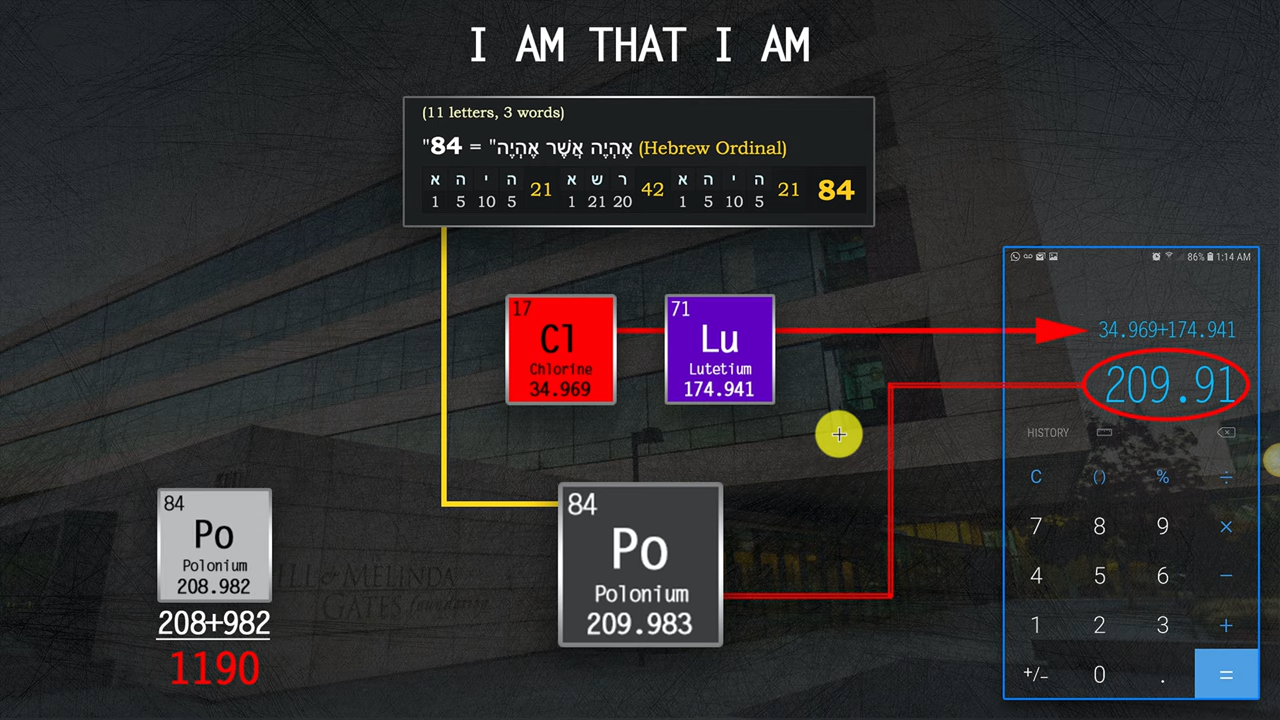 I AM THAT I AM
(11 letters, 3 words)
"84 = "אֶהְיֶה אֲשֶׁר אֶהְיֶה (Hebrew Ordinal)
א ה י ה 21 א ש ר 42 א ה י ה 21 84
1 5 10 5 1 21 20 1 5 10 5
86% 1:14 AM
17
Cl
Chlorine
34.969
71
Lu
Lutetium
174.941
34.969+174.941
209.91
HISTORY
C () % ÷
7 8 9 ×
4 5 6 −
1 2 3 +
+/− 0 . =
84
Po
Polonium
208.982
208+982
1190
84
Po
Polonium
209.983
& MELINDA
GATES foundation